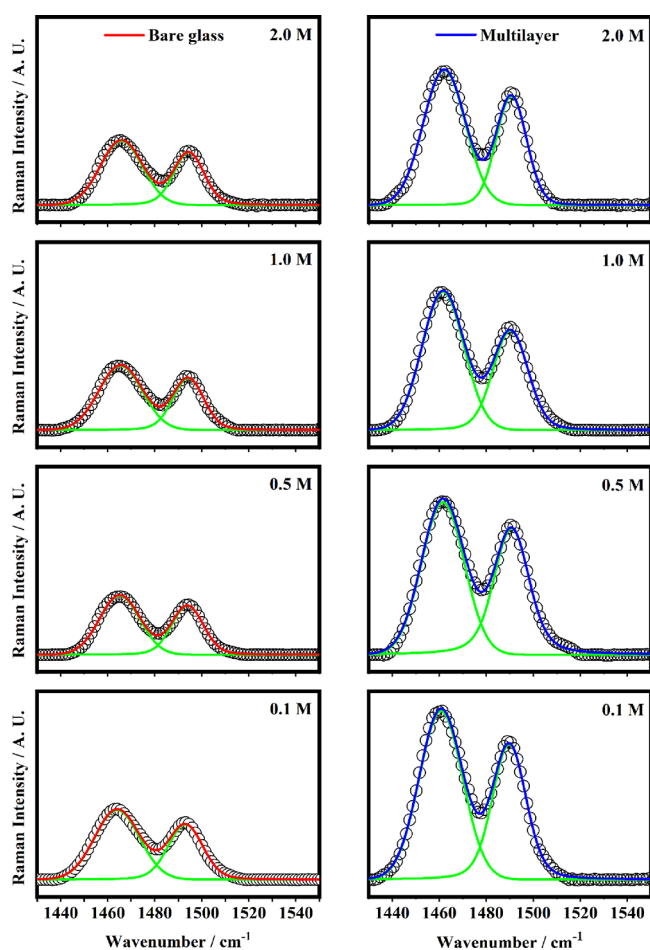 Bare glass 2.0 M
Multilayer 2.0 M
Raman Intensity / A. U.
1.0 M
1.0 M
Raman Intensity / A. U.
0.5 M
0.5 M
Raman Intensity / A. U.
0.1 M
0.1 M
Raman Intensity / A. U.
1440 1460 1480 1500 1520 1540
1440 1460 1480 1500 1520 1540
Wavenumber / cm⁻¹
Wavenumber / cm⁻¹